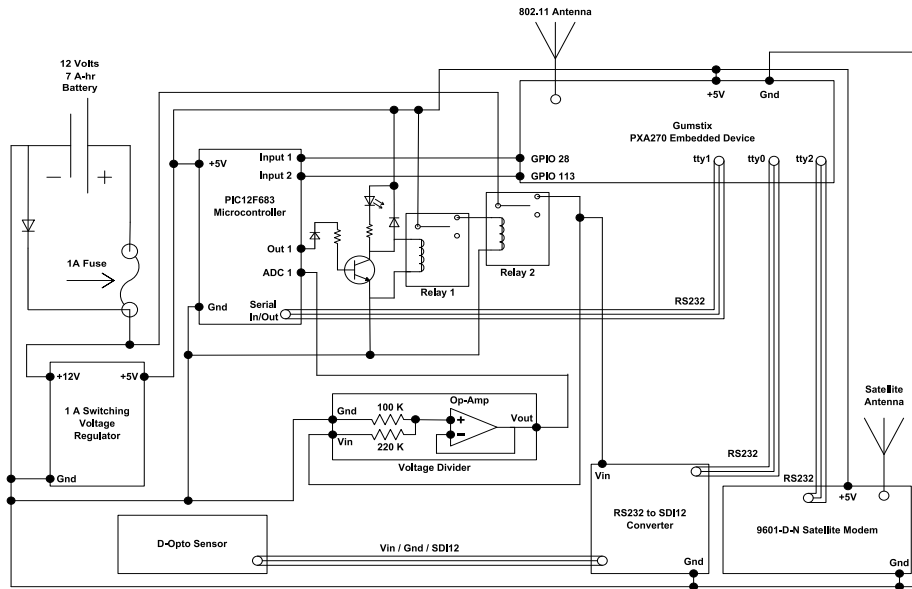 802.11 Antenna
12 Volts
7 A-hr
Battery
+5V
Gnd
Gumstix
PXA270 Embedded Device
tty1
tty0
tty2
GPIO 28
GPIO 113
+5V
Input 1
Input 2
PIC12F683
Microcontroller
Out 1
ADC 1
Gnd
Serial
In/Out
1A Fuse
Relay 1
Relay 2
RS232
+12V
+5V
1 A Switching
Voltage
Regulator
Gnd
Op-Amp
Gnd
100 K
Vin
220 K
Vout
Voltage Divider
Satellite
Antenna
RS232
RS232
Vin
RS232 to SDI12
Converter
Gnd
+5V
9601-D-N Satellite Modem
Gnd
D-Opto Sensor
Vin / Gnd / SDI12